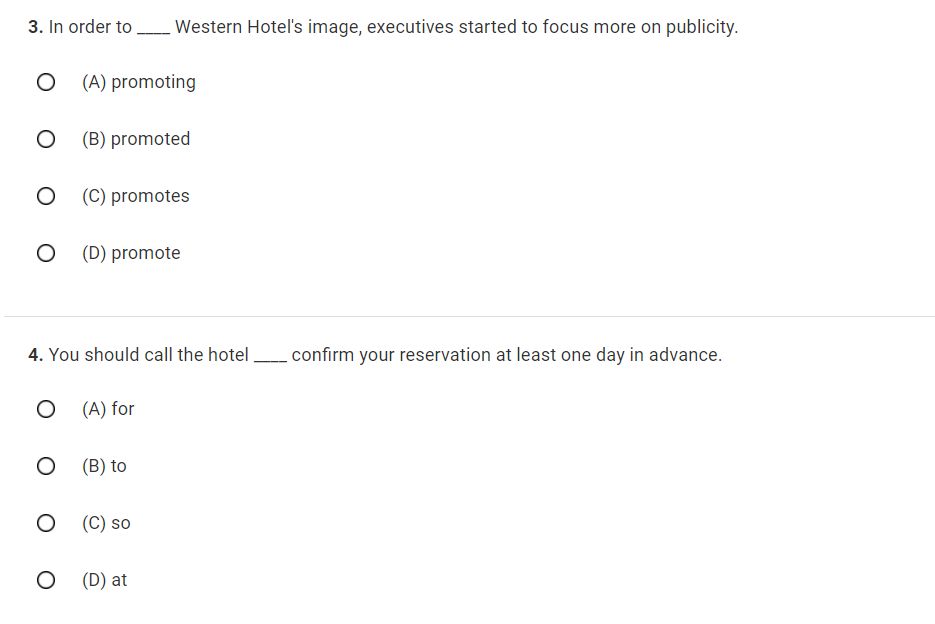 3. In order to ____ Western Hotel's image, executives started to focus more on publicity.
(A) promoting
(B) promoted
(C) promotes
(D) promote
4. You should call the hotel ____ confirm your reservation at least one day in advance.
(A) for
(B) to
(C) so
(D) at